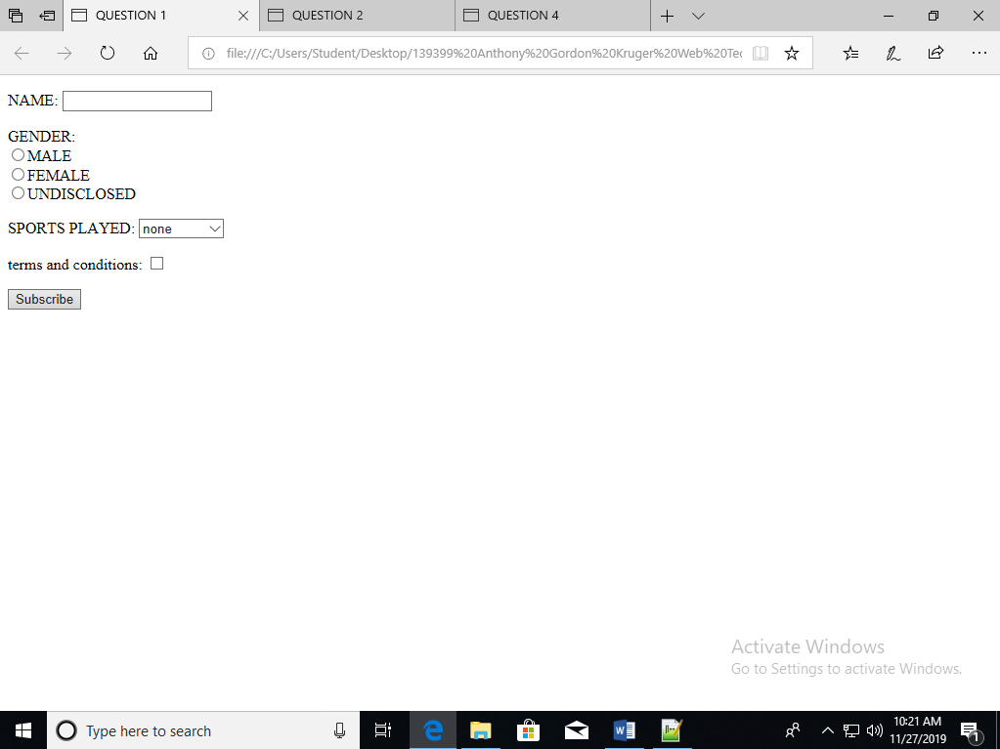 QUESTION 1
QUESTION 2
QUESTION 4
file:///C:/Users/Student/Desktop/139399%20Anthony%20Gordon%20Kruger%20Web%20Tec
NAME:
GENDER:
MALE
FEMALE
UNDISCLOSED
SPORTS PLAYED: none
terms and conditions:
Subscribe
Activate Windows
Go to Settings to activate Windows.
Type here to search
10:21 AM
11/27/2019
1